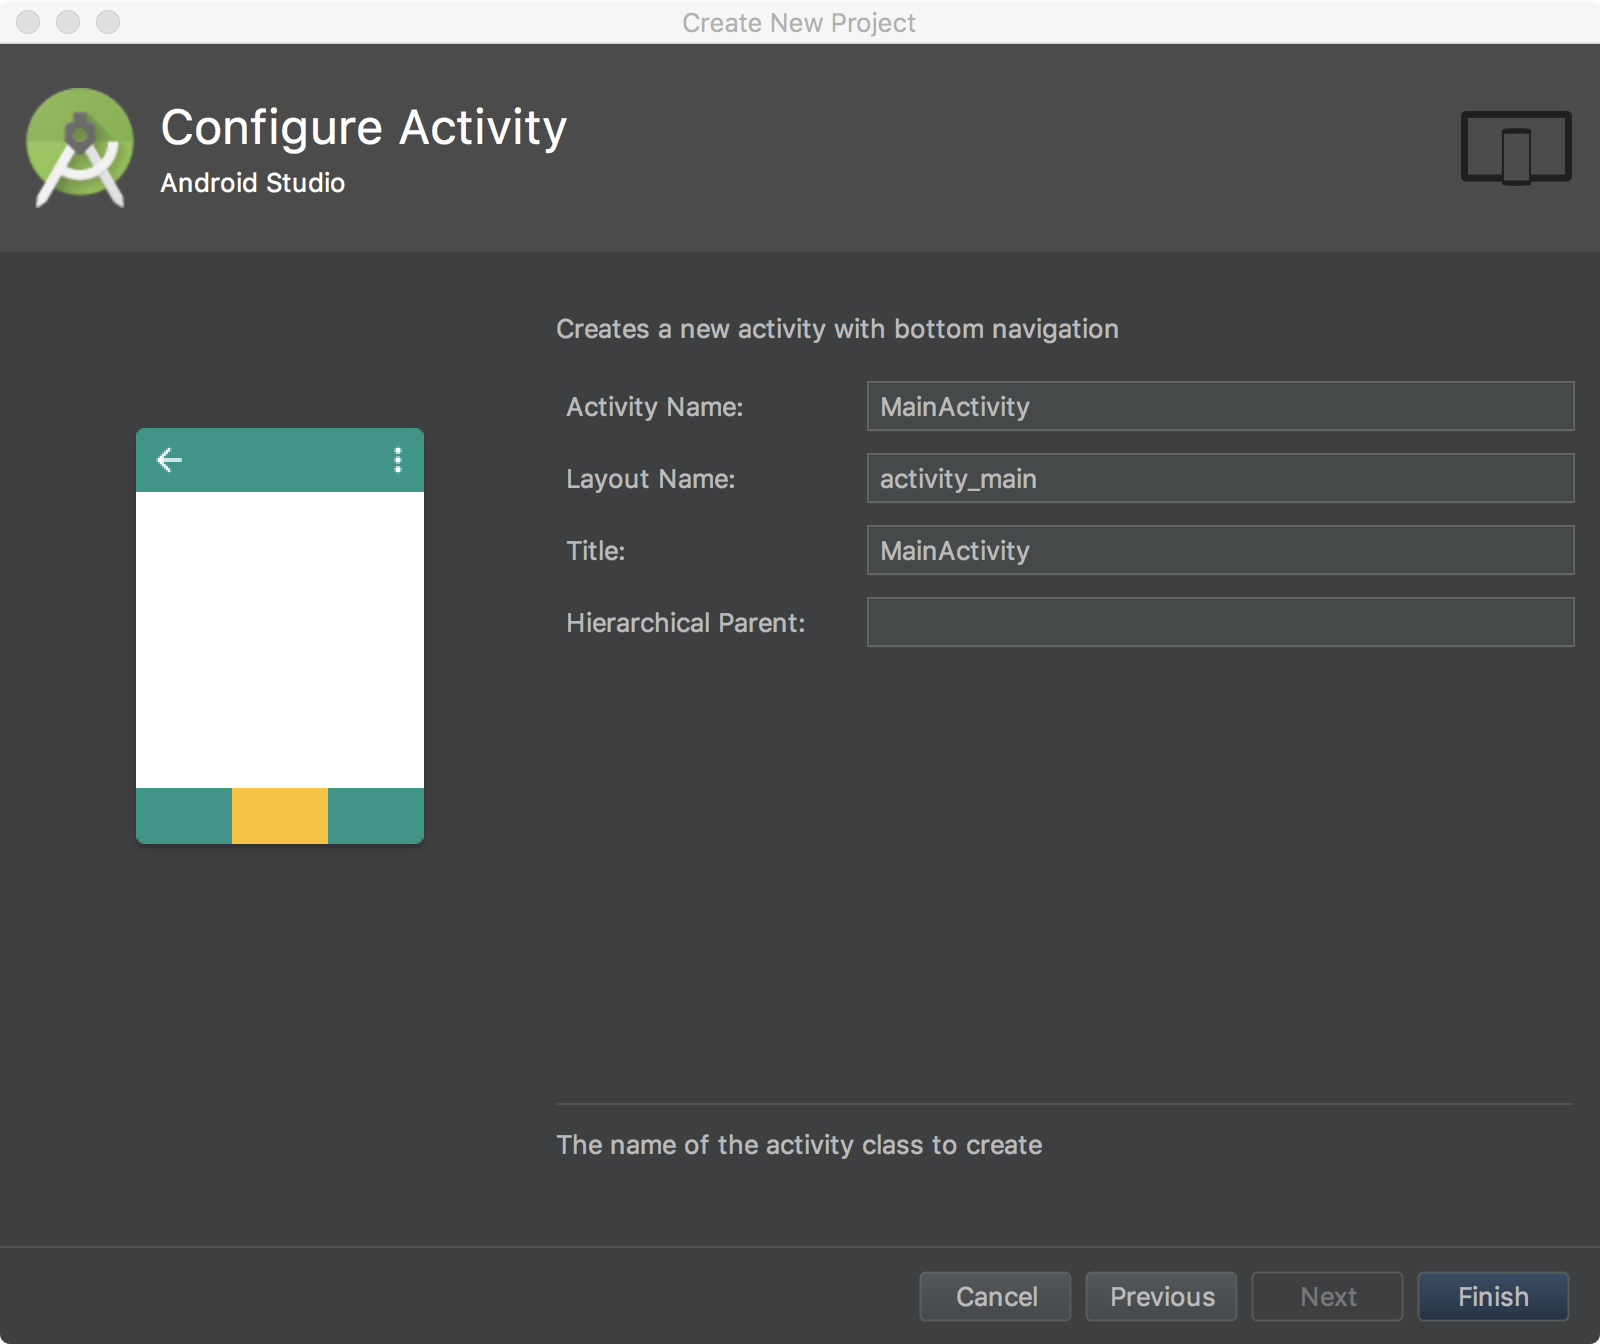 Create New Project
Configure Activity
Android Studio
Creates a new activity with bottom navigation
Activity Name: MainActivity
Layout Name: activity_main
Title: MainActivity
Hierarchical Parent:
The name of the activity class to create
Cancel Previous Next Finish